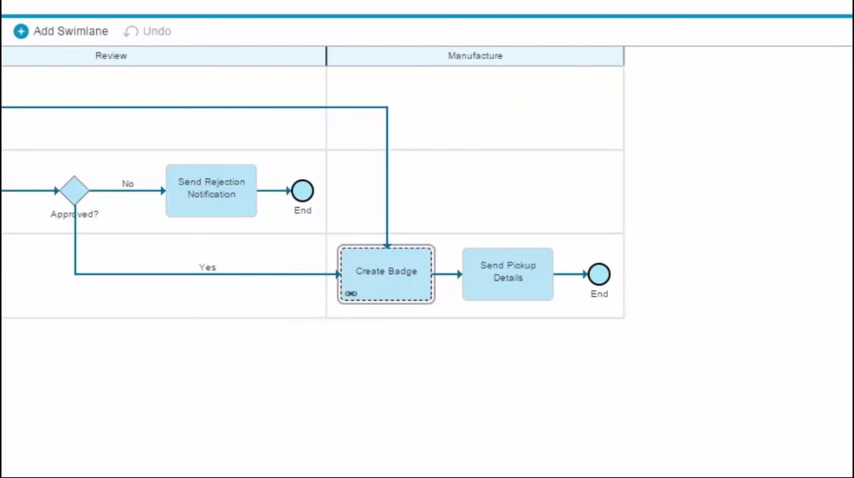 Add Swimlane Undo
Review Manufacture
No
Send Rejection
Notification
Approved?
End
Yes
Create Badge
Send Pickup
Details
End